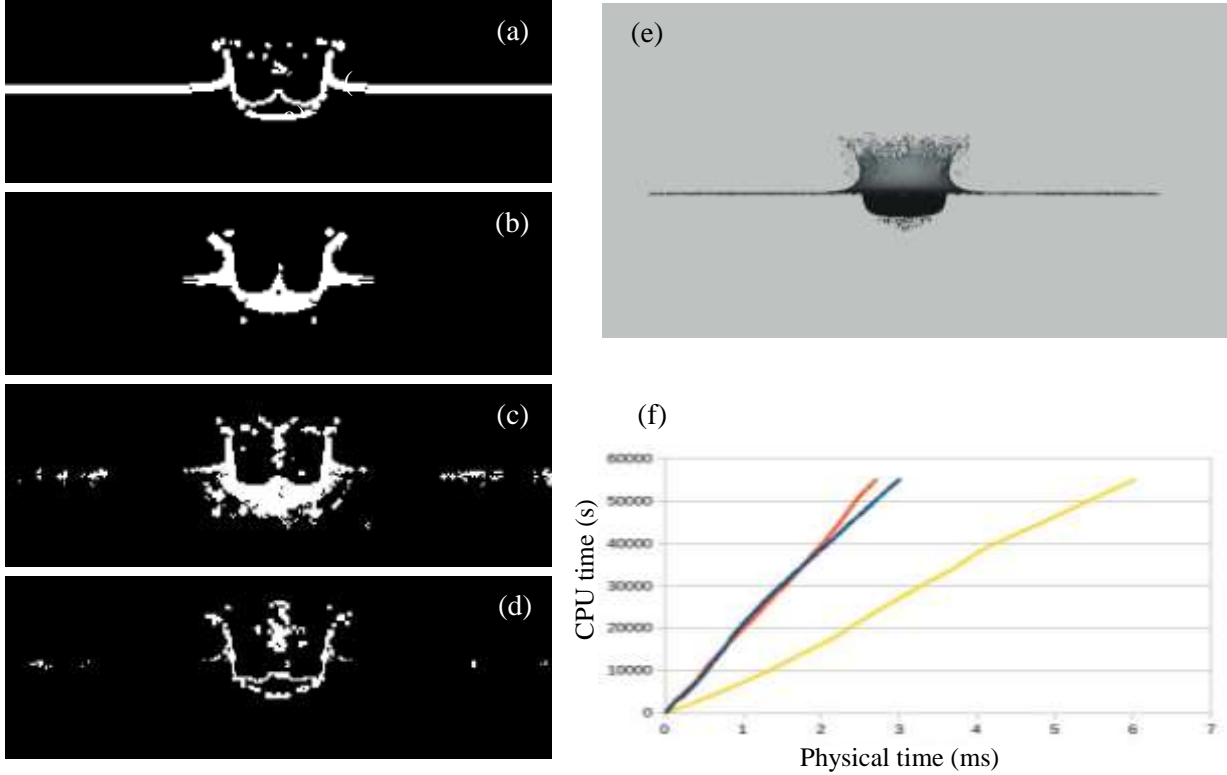 (a)
(
e)
(b)
(c)
(d)
(e)
(f)
CPU time (s)
60000
50000
40000
30000
20000
10000
0
0 1 2 3 4 5 6 7
Physical time (ms)